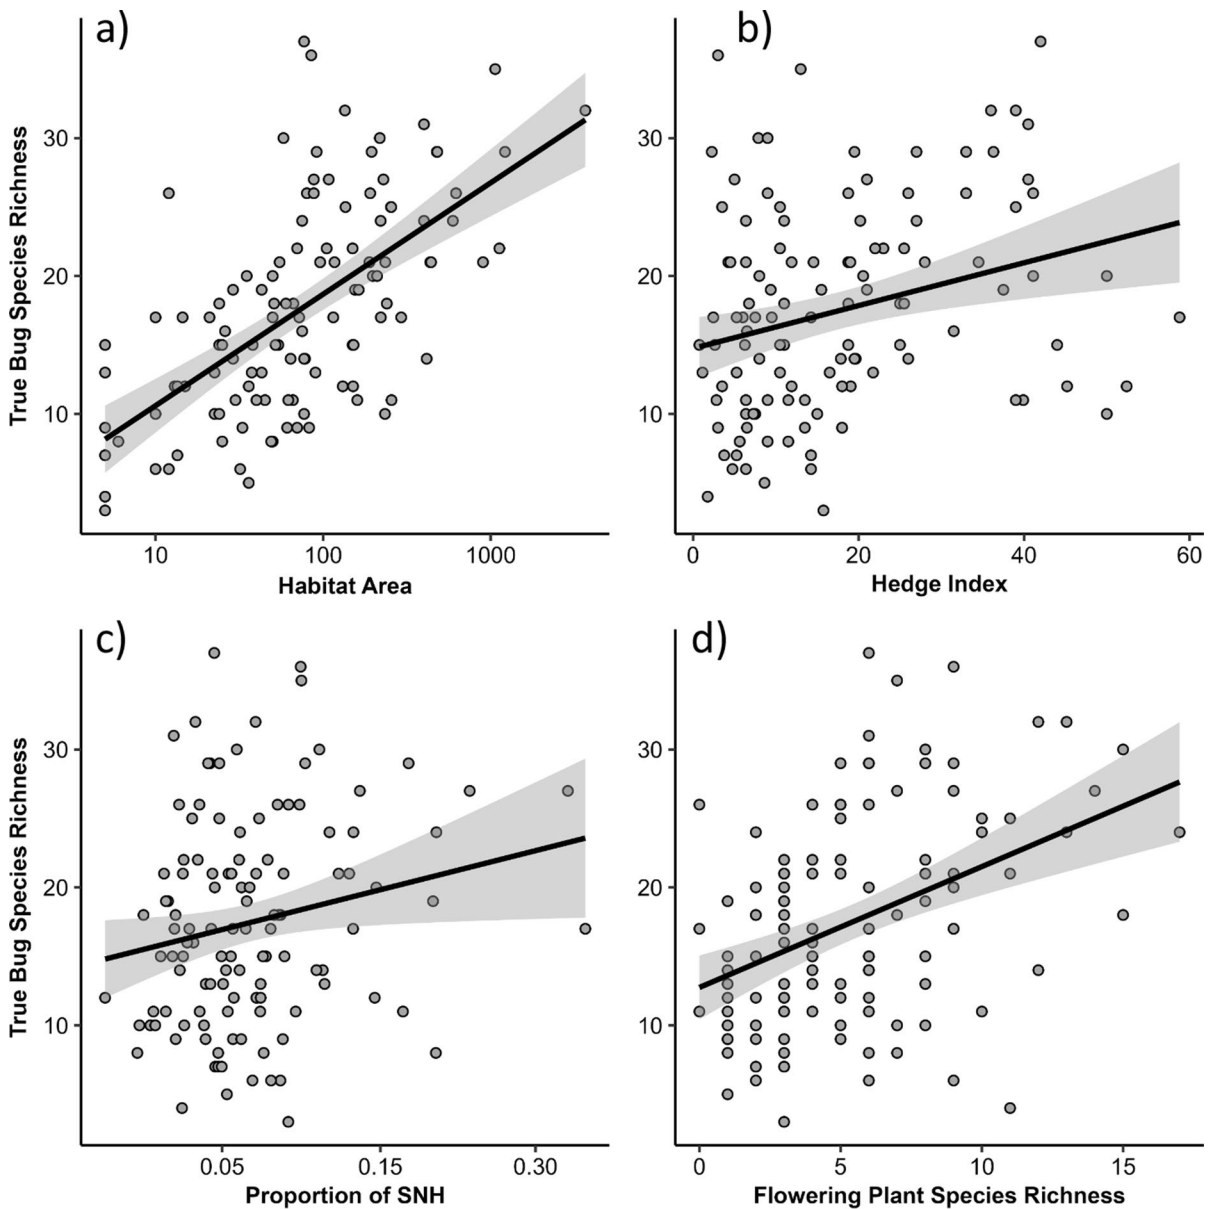 a)
True Bug Species Richness
30
20
10
10 100 1000
Habitat Area
b)
30
20
10
0 20 40 60
Hedge Index
c)
True Bug Species Richness
30
20
10
0.05 0.15 0.30
Proportion of SNH
d)
30
20
10
0 5 10 15
Flowering Plant Species Richness